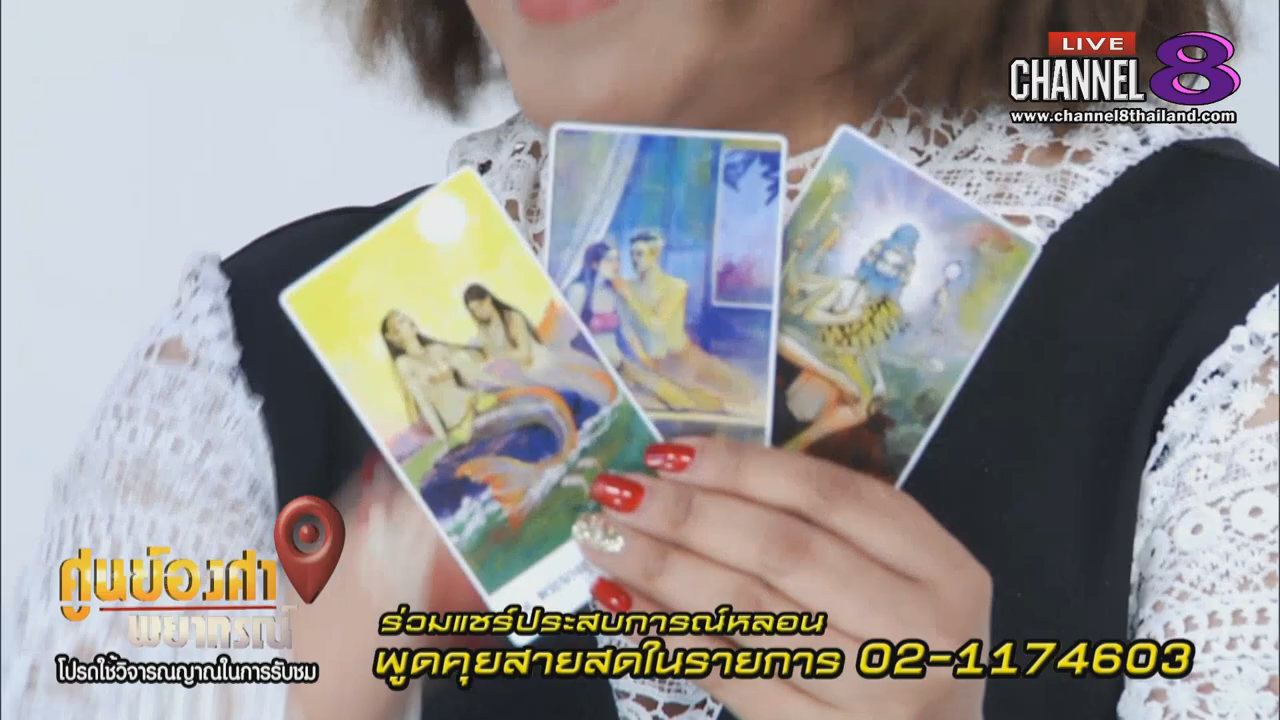 LIVE
CHANNEL 8
www.channel8thailand.com
ศูนย์องศา
พยากรณ์
โปรดใช้วิจารณญาณในการรับชม
ร่วมแชร์ประสบการณ์หลอน
พูดคุยสายสดในรายการ 02-1174603